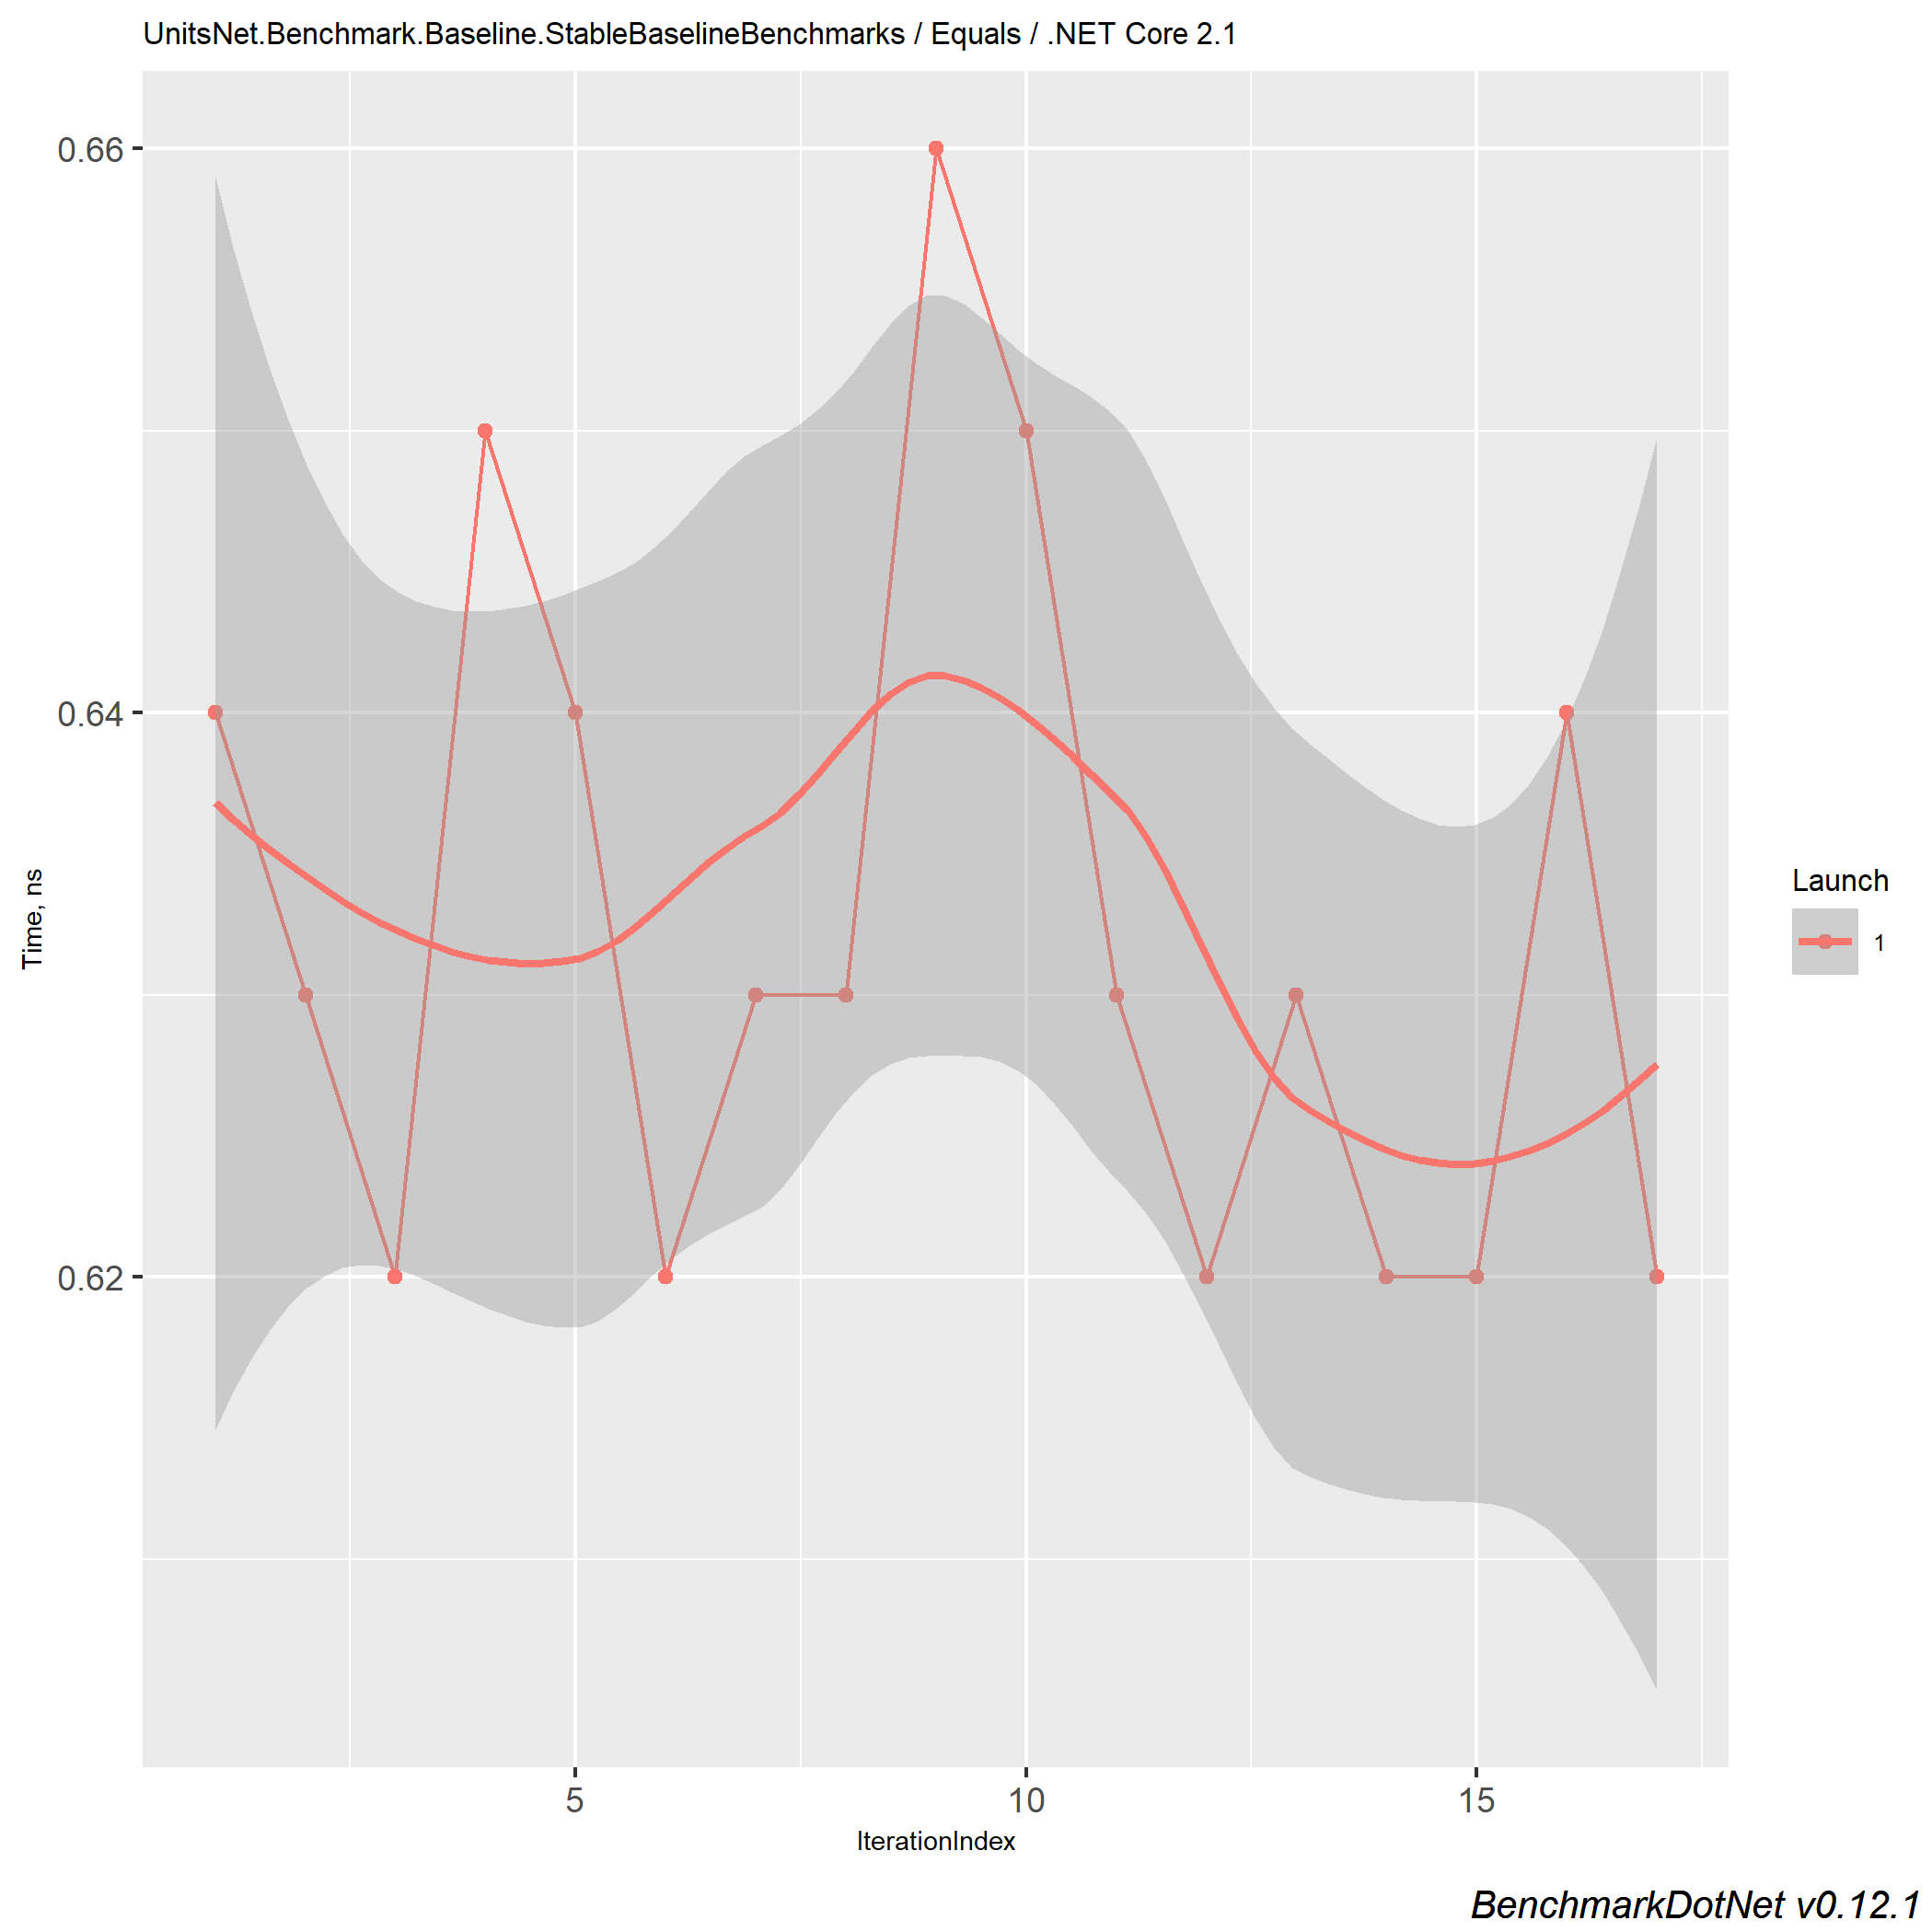 UnitsNet.Benchmark.Baseline.StableBaselineBenchmarks / Equals / .NET Core 2.1
0.66
0.64
0.62
Time, ns
5 10 15
IterationIndex
Launch
1
BenchmarkDotNet v0.12.1